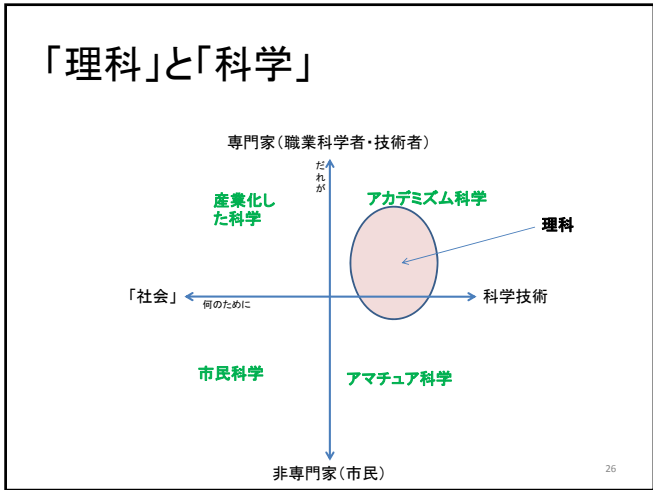 「理科」と「科学」
専門家(職業科学者・技術者)
だれが
産業化し
た科学
アカデミズム科学
理科
「社会」
何のために
科学技術
市民科学
アマチュア科学
非専門家(市民)
26